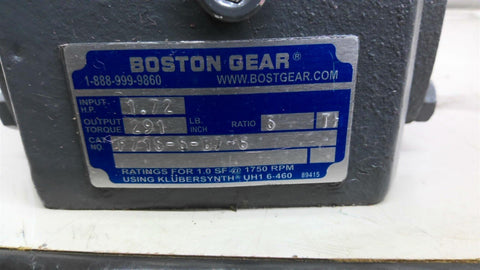 BOSTON GEAR®
1-888-999-9860 WWW.BOSTGEAR.COM
INPUT H.P. 1.72
OUTPUT TORQUE 291 LB. INCH RATIO
CAT. NO.
RATINGS FOR 1.0 SF @ 1750 RPM
USING KLÜBERSYNTH® UH1 6-460 89415